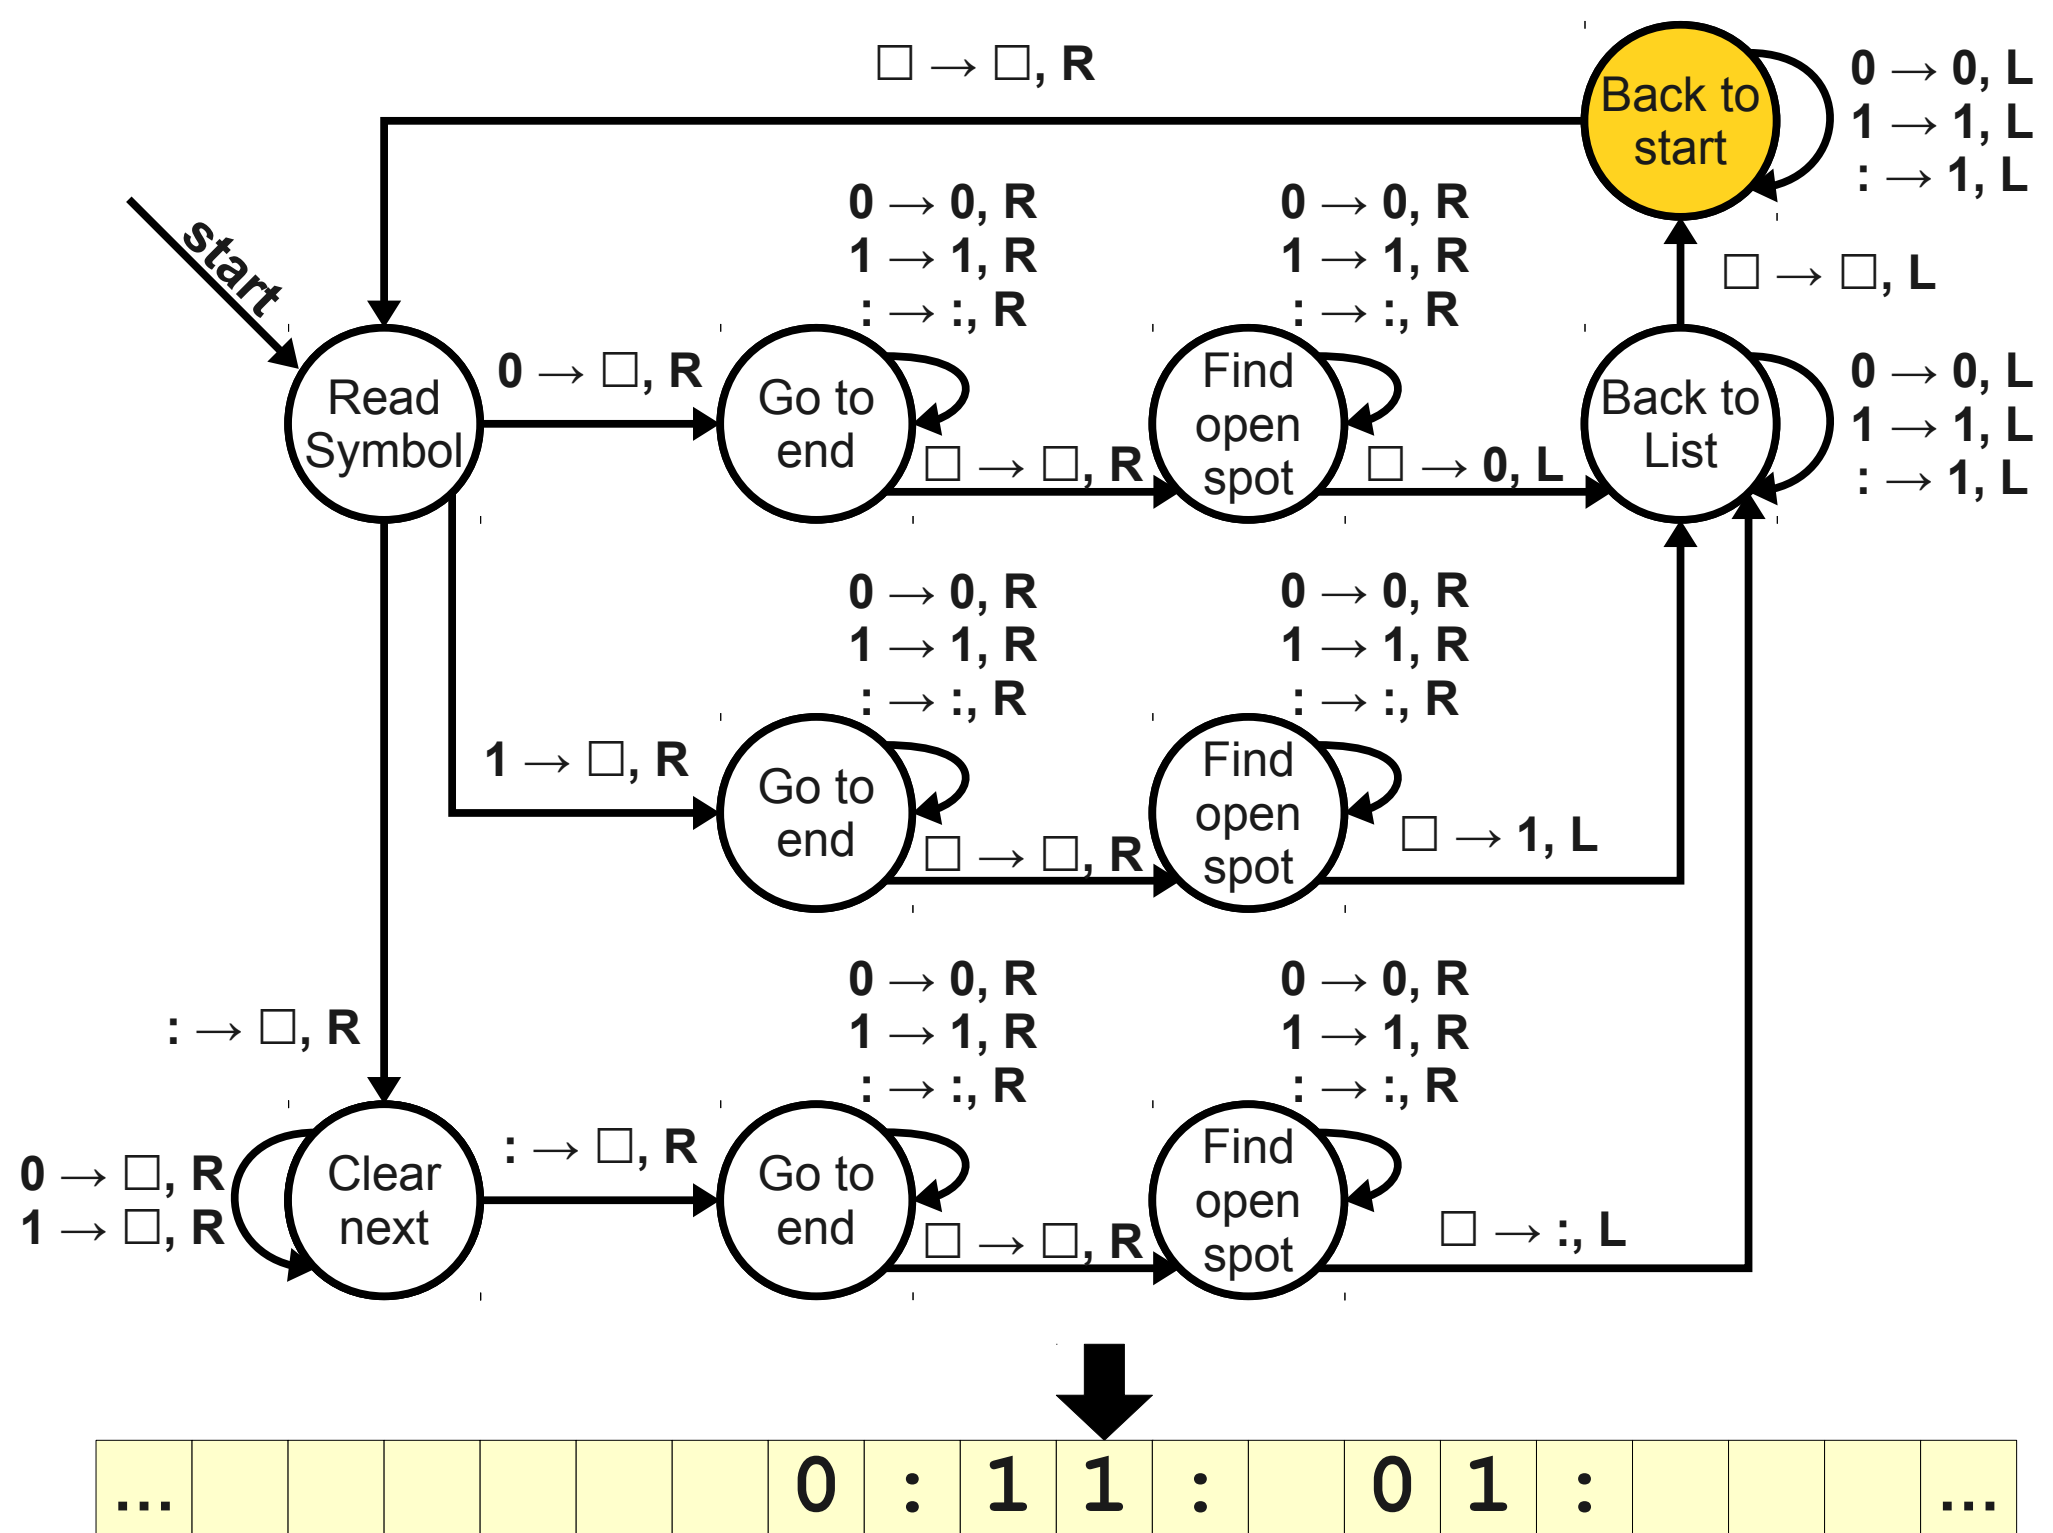 □ → □, R
Back to
start
0 → 0, L
1 → 1, L
: → 1, L
start
0 → 0, R
1 → 1, R
: → :, R
0 → 0, R
1 → 1, R
: → :, R
□ → □, L
Read
Symbol
0 → □, R
Go to
end
□ → □, R
Find
open
spot
□ → 0, L
Back to
List
0 → 0, L
1 → 1, L
: → 1, L
0 → 0, R
1 → 1, R
: → :, R
0 → 0, R
1 → 1, R
: → :, R
1 → □, R
Go to
end
□ → □, R
Find
open
spot
□ → 1, L
: → □, R
0 → 0, R
1 → 1, R
: → :, R
0 → 0, R
1 → 1, R
: → :, R
0 → □, R
1 → □, R
Clear
next
: → □, R
Go to
end
□ → □, R
Find
open
spot
□ → :, L
... 0 : 1 1 : 0 1 : ...